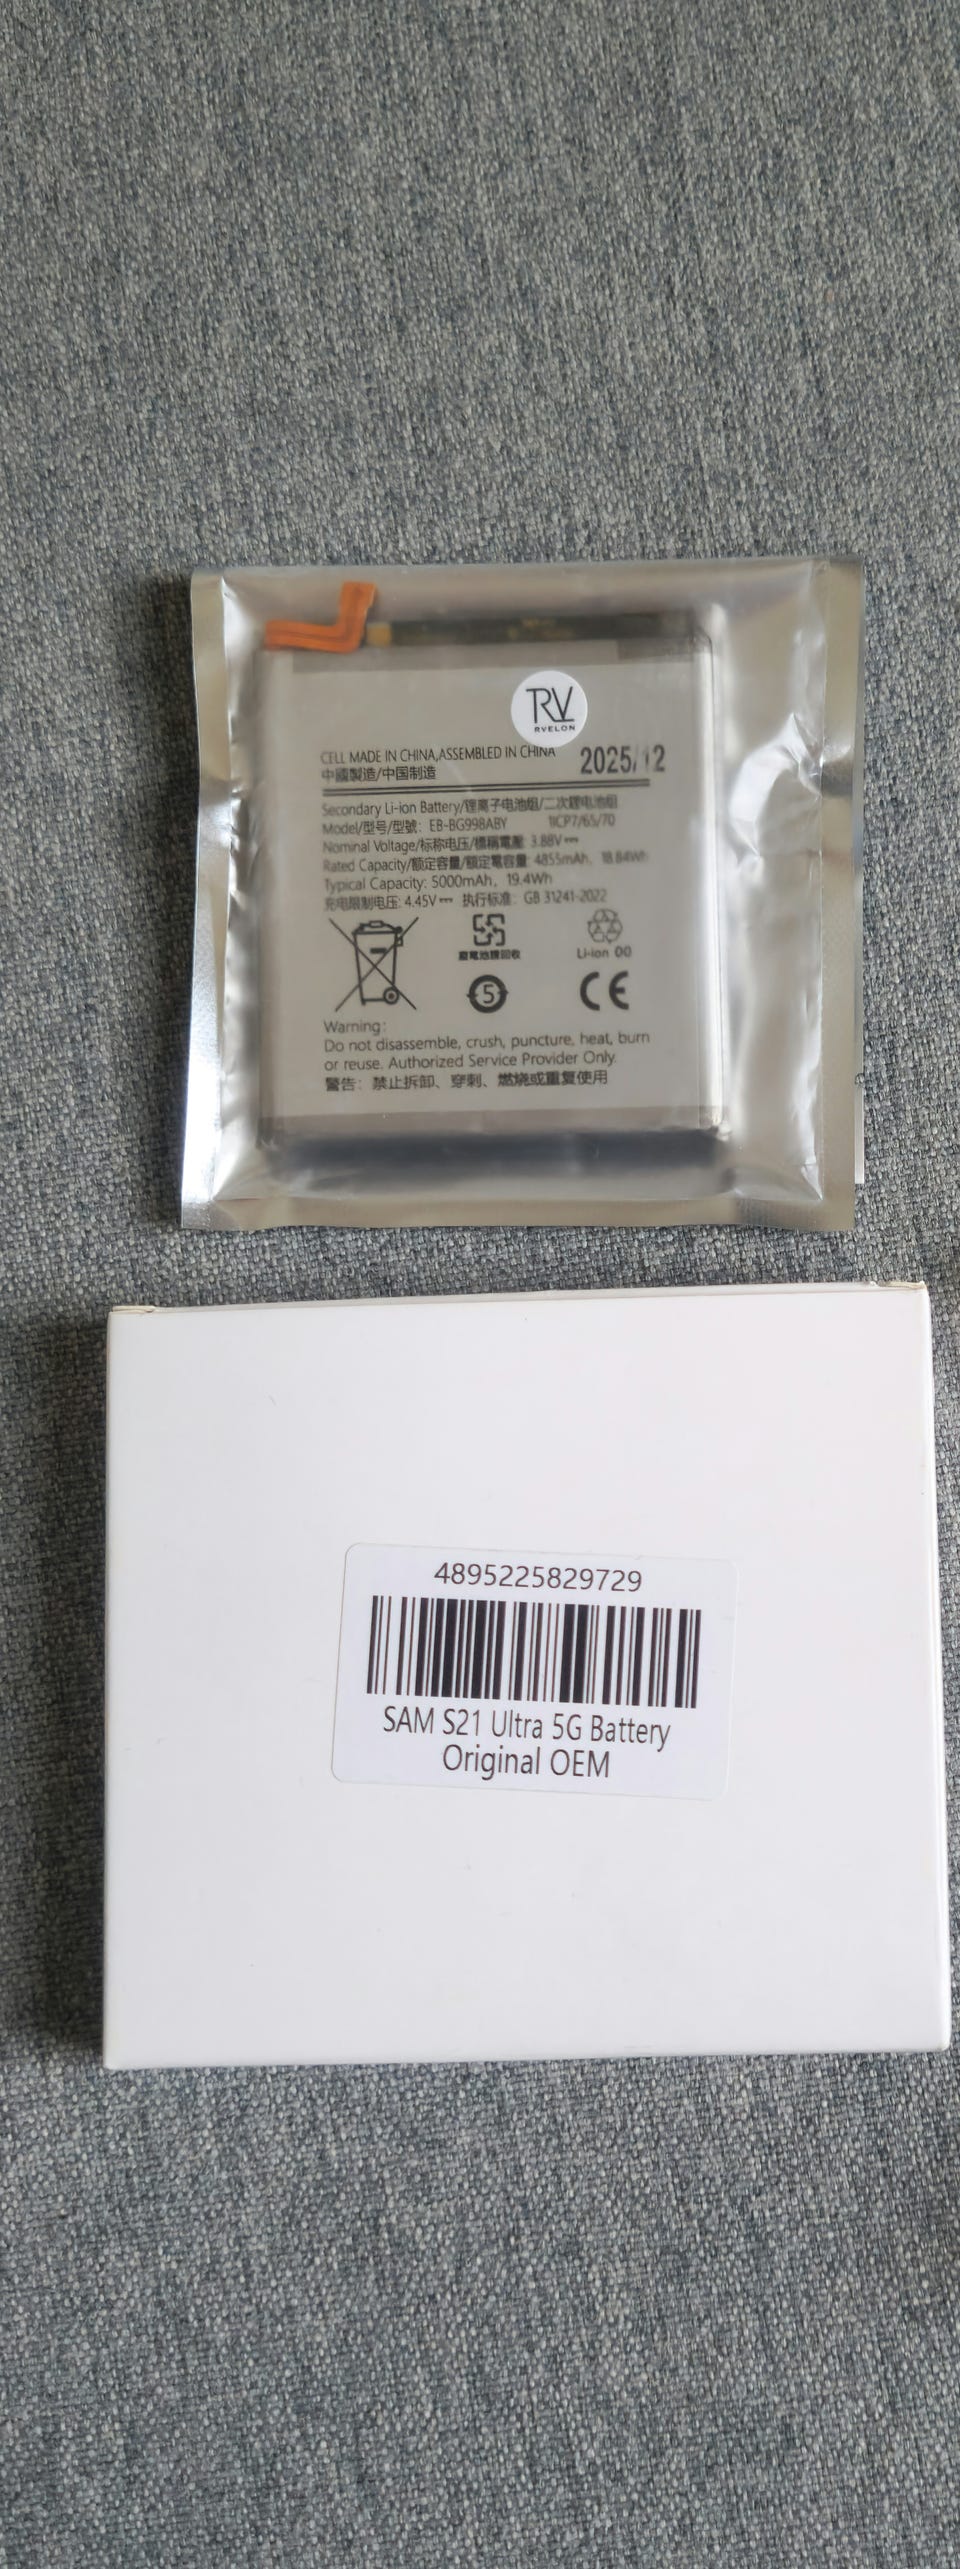 RV
RVELON
CELL MADE IN CHINA,ASSEMBLED IN CHINA
2025/12
中國製造/中国制造
Secondary Li-ion Battery/锂离子电池组/二次鋰电池組
Model/型号/型號: EB-BG998ABY 1ICP7/65/70
Nominal Voltage/标称电压/標稱電壓: 3.88V
Rated Capacity/额定容量/額定電容量: 4855mAh, 18.84Wh
Typical Capacity: 5000mAh, 19.4Wh
充电限制电压: 4.45V 执行标准: GB 31241-2022
廢電池請回收
Li-ion 00
5
CE
Warning:
Do not disassemble, crush, puncture, heat, burn
or reuse. Authorized Service Provider Only.
警告: 禁止拆卸、穿刺、燃烧或重复使用
4895225829729
SAM S21 Ultra 5G Battery
Original OEM